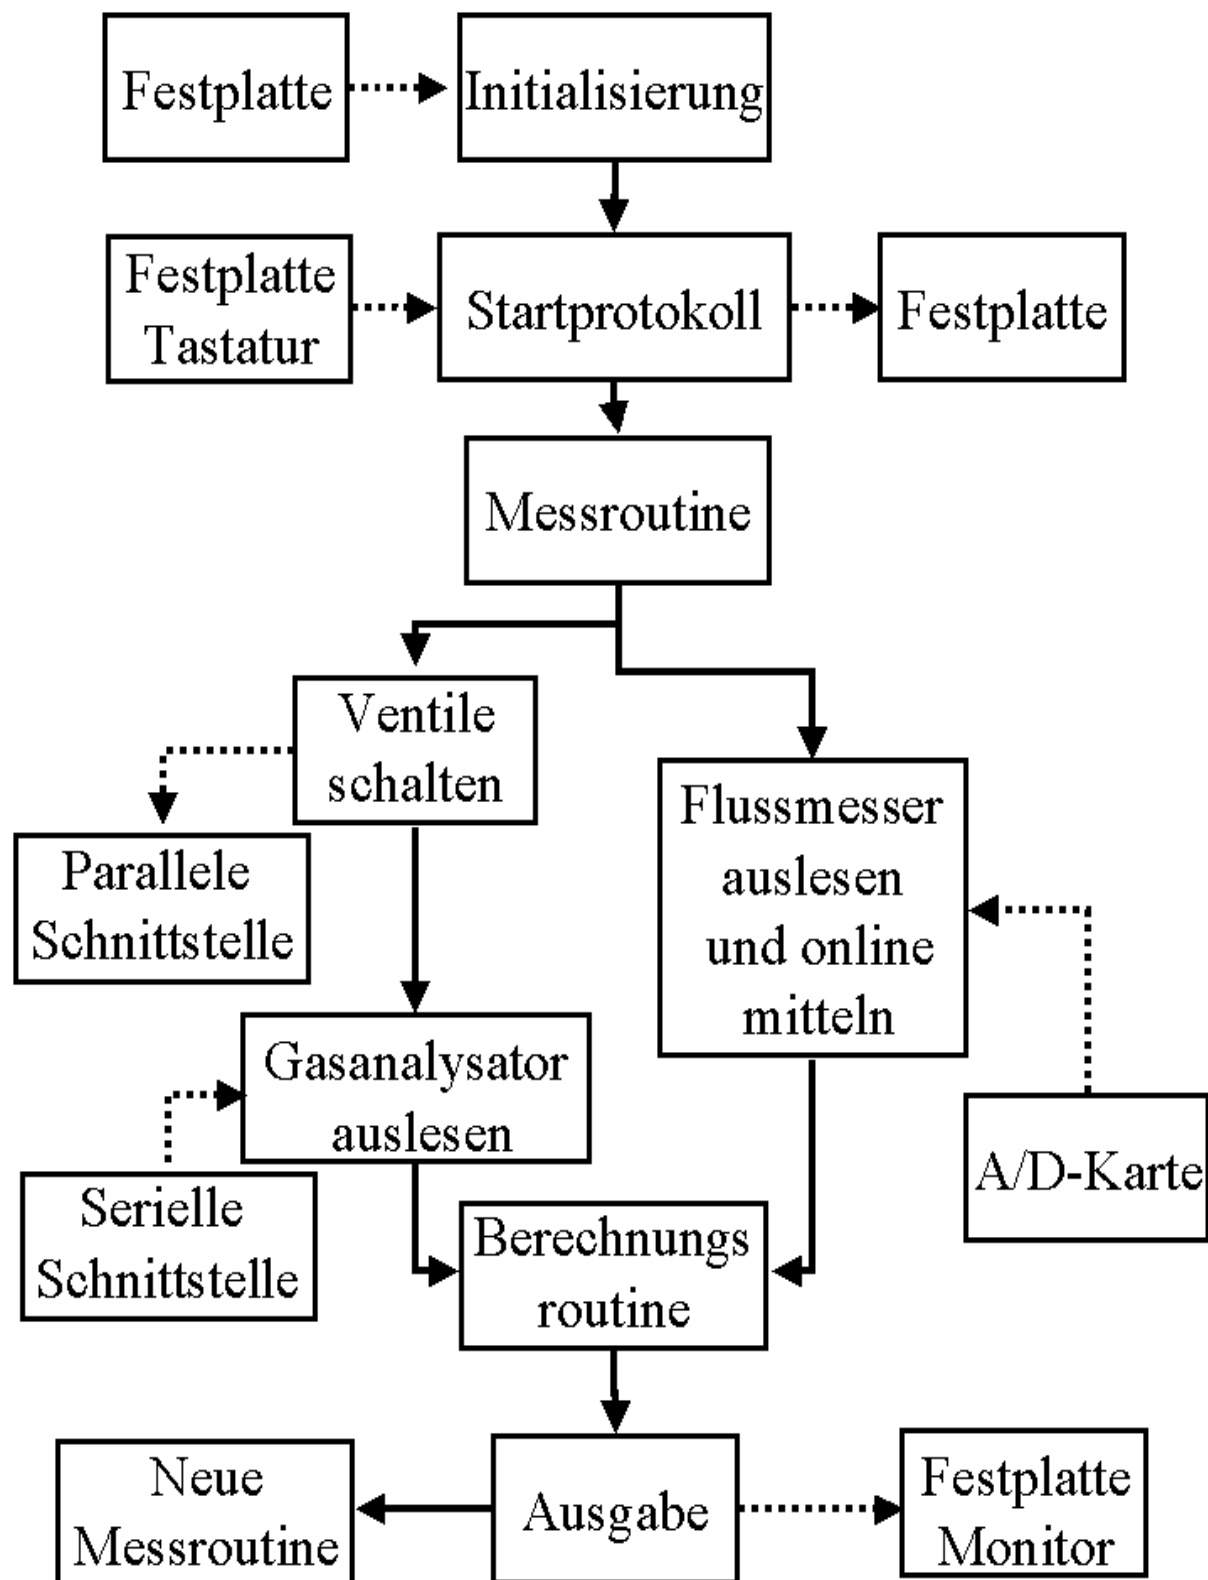 Festplatte
Initialisierung
Festplatte
Tastatur
Startprotokoll
Festplatte
Messroutine
Ventile
schalten
Flussmesser
auslesen
und online
mitteln
Parallele
Schnittstelle
Gasanalysator
auslesen
A/D-Karte
Serielle
Schnittstelle
Berechnungs
routine
Neue
Messroutine
Ausgabe
Festplatte
Monitor